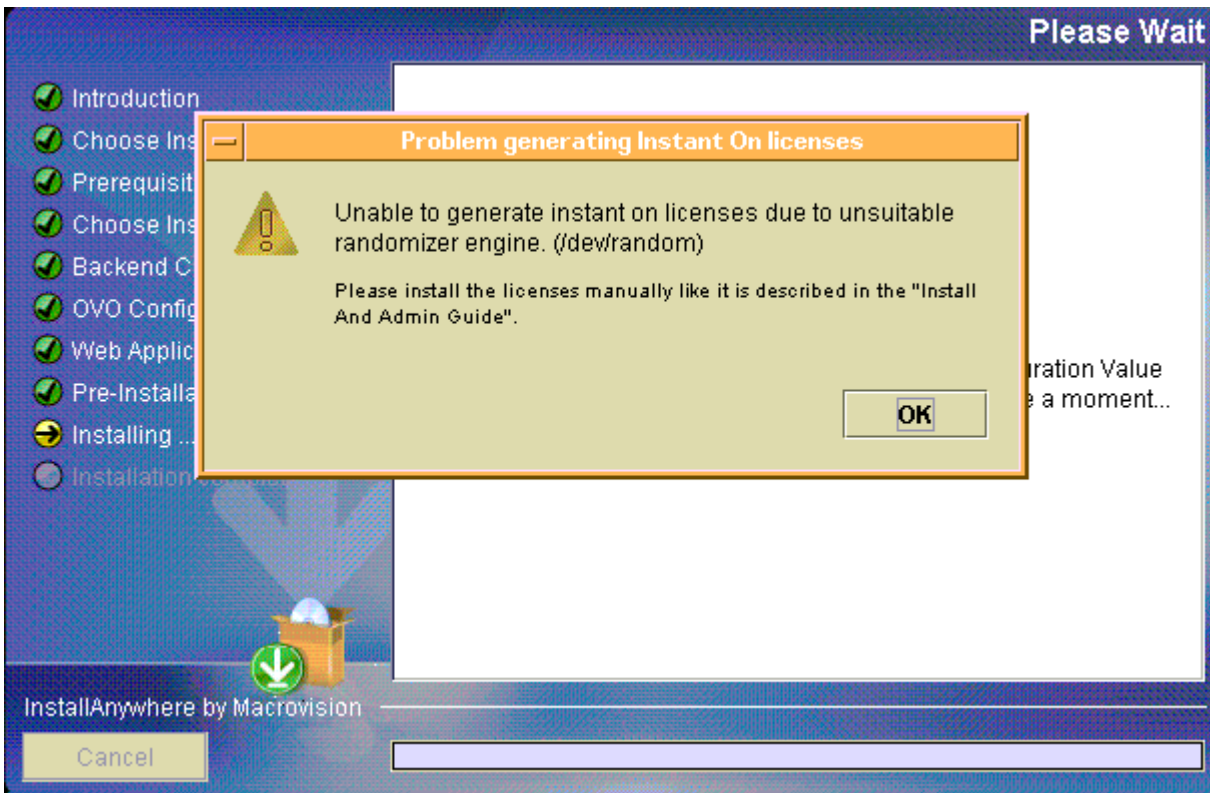 Please Wait
Introduction
Choose Ins
Prerequisit
Choose Ins
Backend C
OVO Config
Web Applic
Pre-Installa
Installing ...
Installation
Problem generating Instant On licenses
Unable to generate instant on licenses due to unsuitable
randomizer engine. (/dev/random)
Please install the licenses manually like it is described in the "Install
And Admin Guide".
OK
uration Value
e a moment...
InstallAnywhere by Macrovision
Cancel